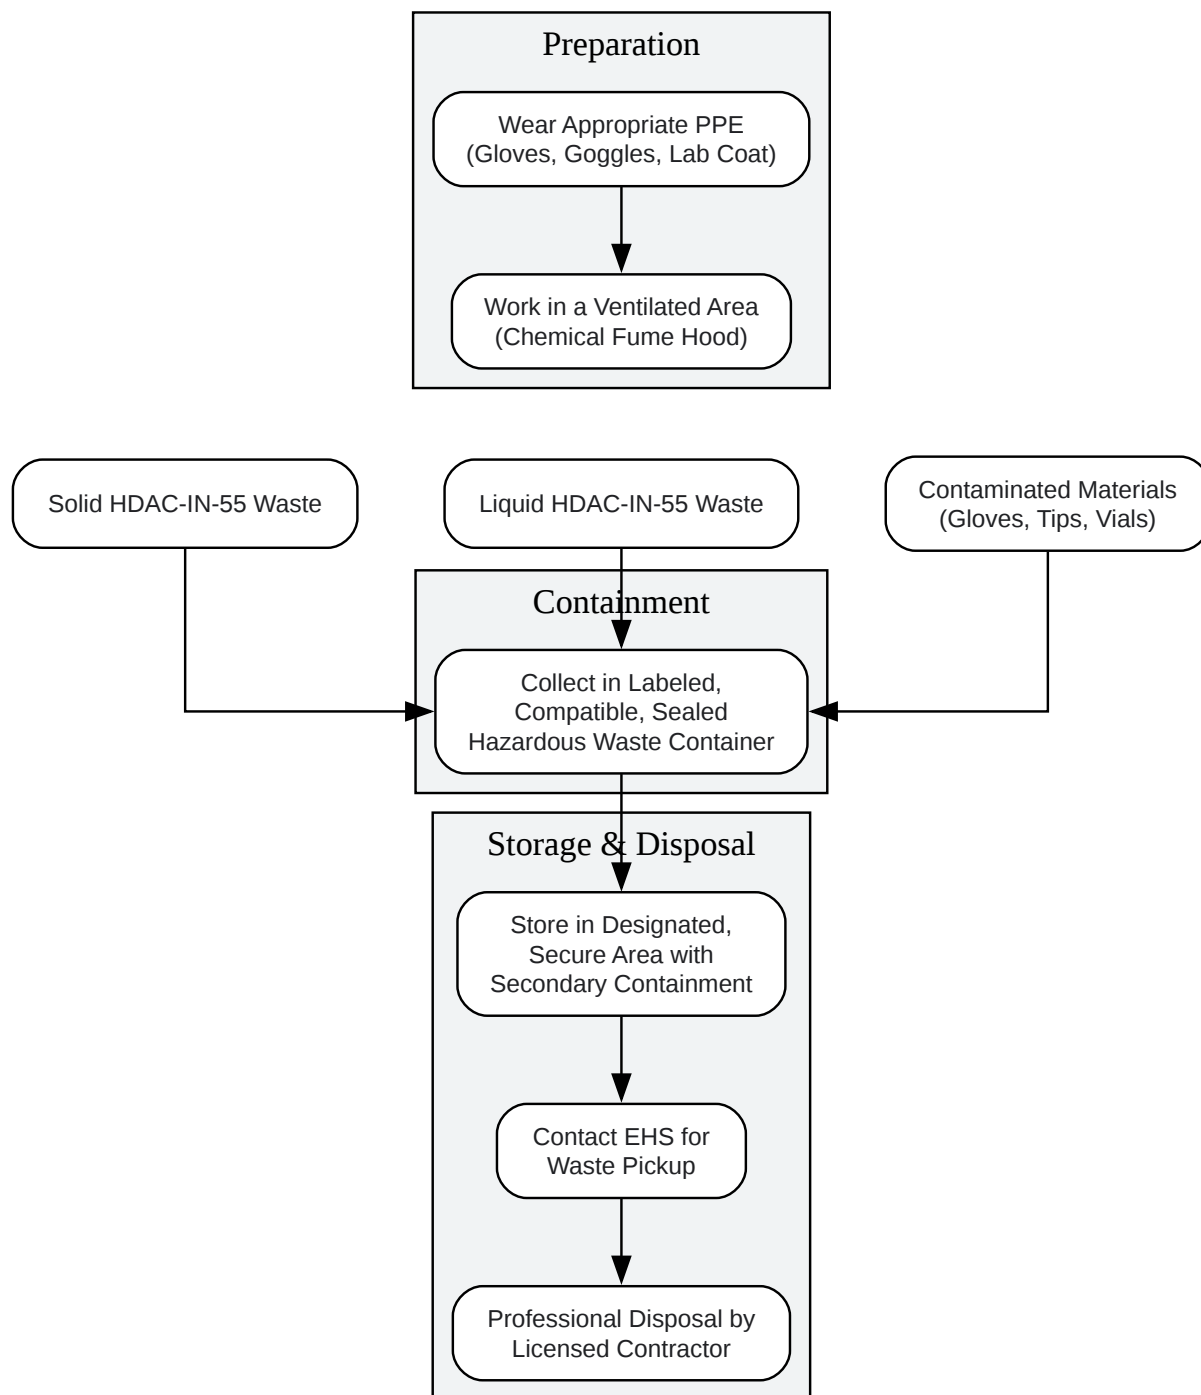 Preparation
Wear Appropriate PPE
(Gloves, Goggles, Lab Coat)
Work in a Ventilated Area
(Chemical Fume Hood)
Solid HDAC-IN-55 Waste
Liquid HDAC-IN-55 Waste
Contaminated Materials
(Gloves, Tips, Vials)
Containment
Collect in Labeled,
Compatible, Sealed
Hazardous Waste Container
Storage & Disposal
Store in Designated,
Secure Area with
Secondary Containment
Contact EHS for
Waste Pickup
Professional Disposal by
Licensed Contractor